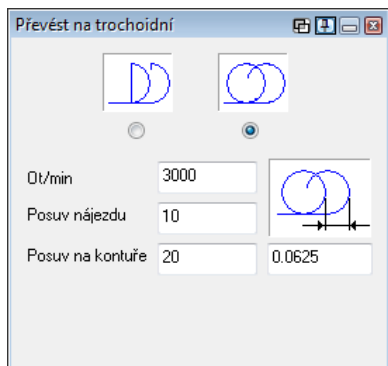 Převést na trochoidní
Ot/min 3000
Posuv nájezdu 10
Posuv na kontuře 20 0.0625